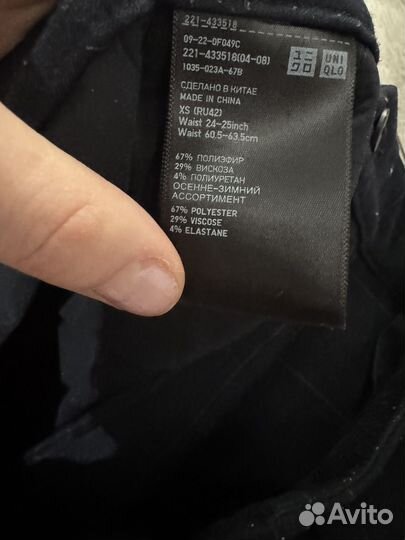 221-433518
09-22-0F049C
221-433518(04-08)
1035-023A-67B
UNI
QLO
СДЕЛАНО В КИТАЕ
MADE IN CHINA
XS (RU42)
Waist 24-25inch
Waist 60.5-63.5cm
67% ПОЛИЭФИР
29% ВИСКОЗА
4% ПОЛИУРЕТАН
ОСЕННЕ-ЗИМНИЙ
АССОРТИМЕНТ
67% POLYESTER
29% VISCOSE
4% ELASTANE
Avito